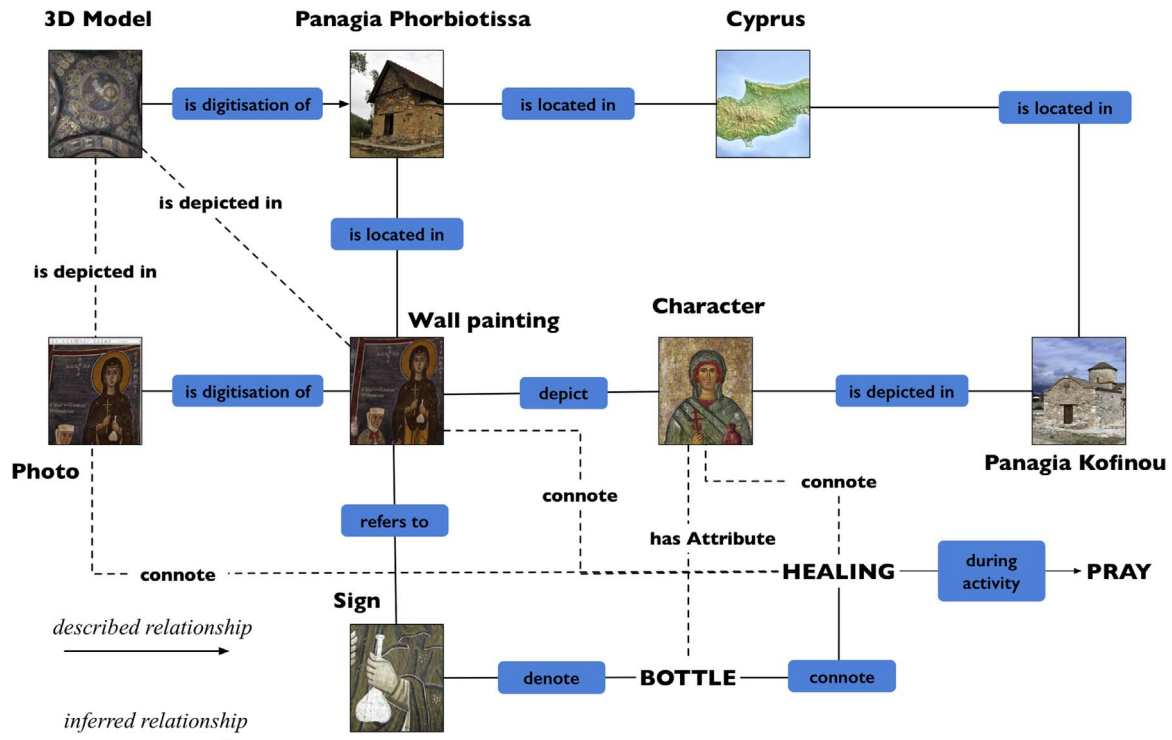 3D Model
Panagia Phorbiotissa
Cyprus
is digitisation of
is located in
is located in
is depicted in
is located in
is depicted in
Character
Wall painting
is digitisation of
depict
is depicted in
Photo
Panagia Kofinou
connote
connote
refers to
has Attribute
during
activity
connote
HEALING
PRAY
Sign
described relationship
denote
BOTTLE
connote
inferred relationship